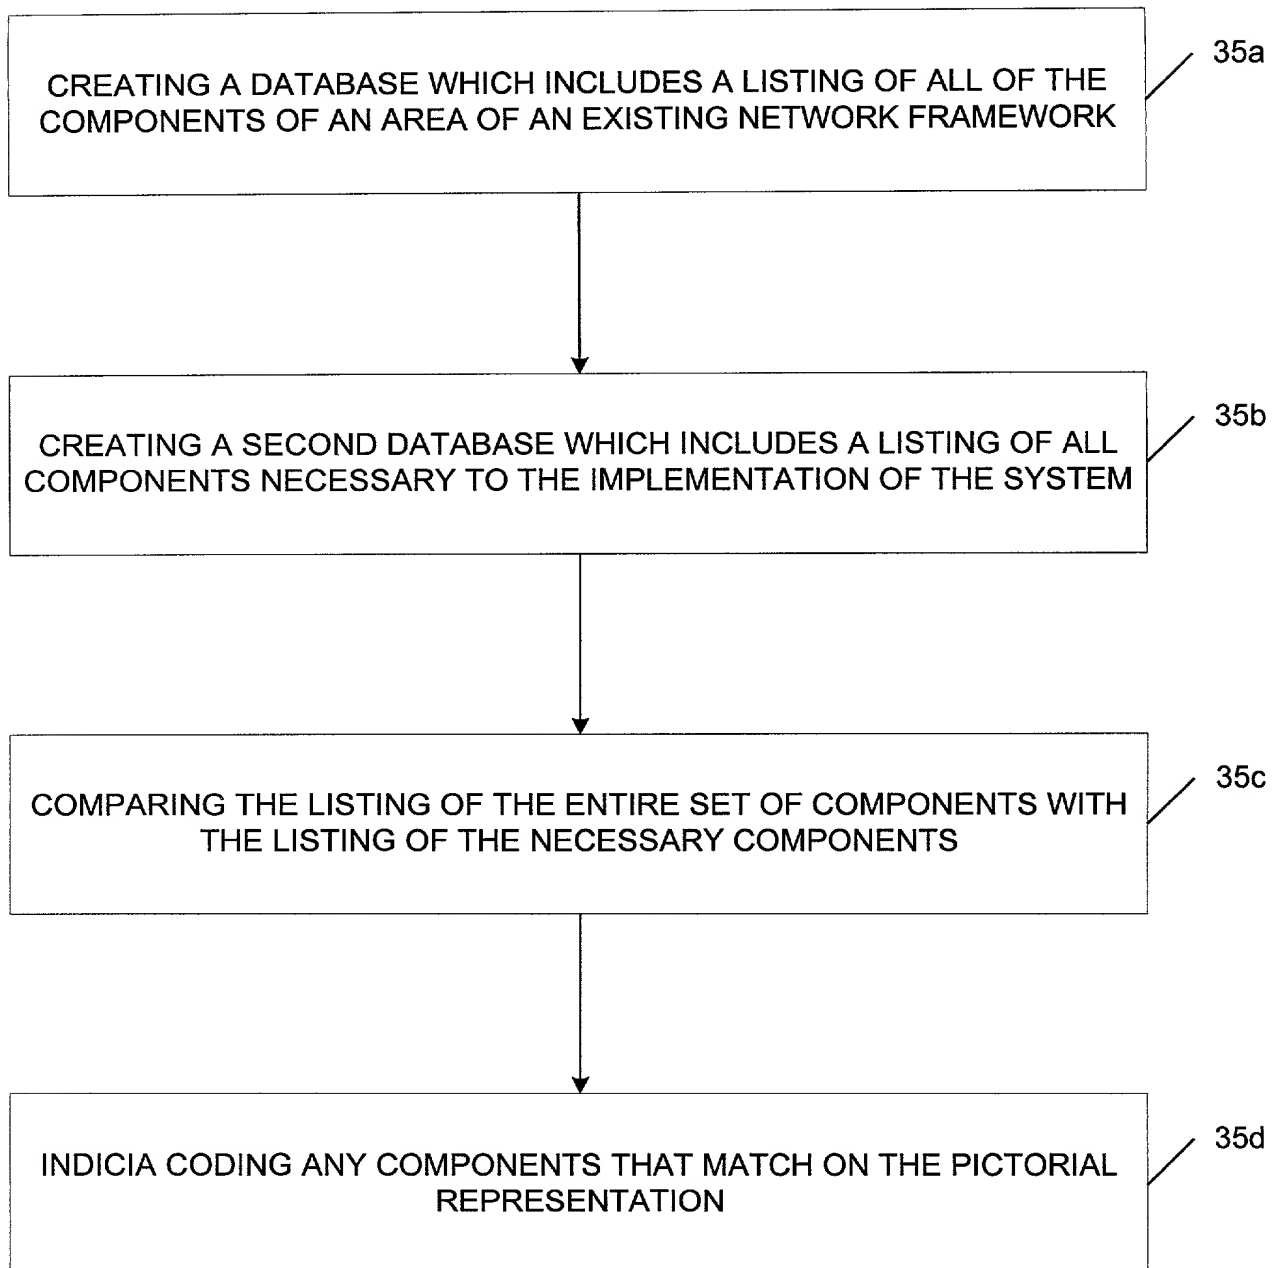 35a
CREATING A DATABASE WHICH INCLUDES A LISTING OF ALL OF THE
COMPONENTS OF AN AREA OF AN EXISTING NETWORK FRAMEWORK
35b
CREATING A SECOND DATABASE WHICH INCLUDES A LISTING OF ALL
COMPONENTS NECESSARY TO THE IMPLEMENTATION OF THE SYSTEM
35c
COMPARING THE LISTING OF THE ENTIRE SET OF COMPONENTS WITH
THE LISTING OF THE NECESSARY COMPONENTS
35d
INDICIA CODING ANY COMPONENTS THAT MATCH ON THE PICTORIAL
REPRESENTATION